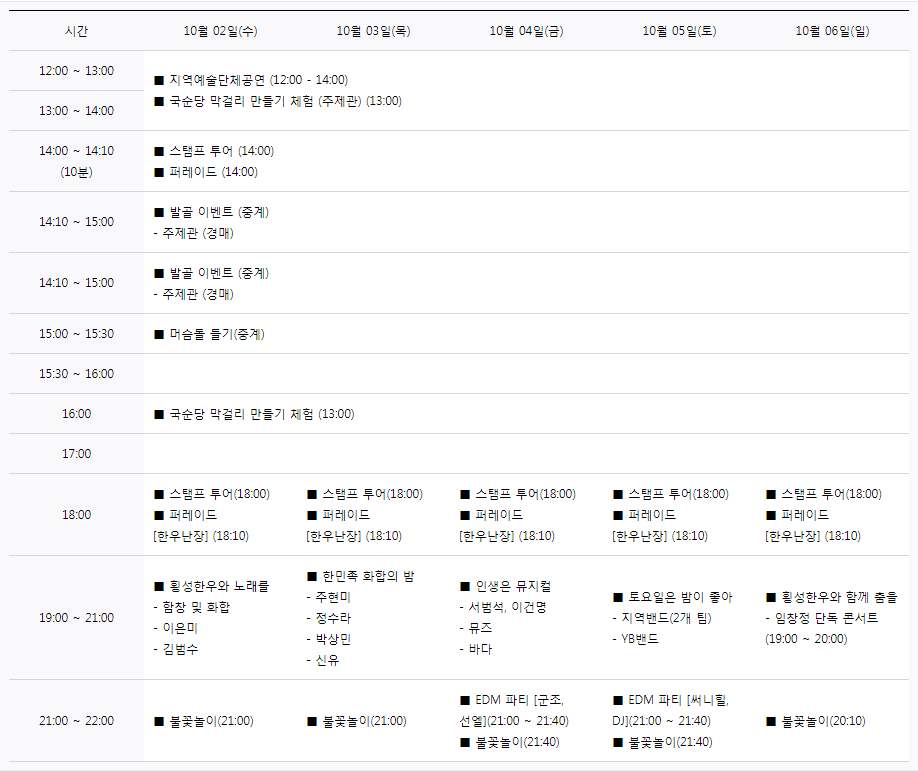 시간 10월 02일(수) 10월 03일(목) 10월 04일(금) 10월 05일(토) 10월 06일(일)
12:00 ~ 13:00
■ 지역예술단체공연 (12:00 - 14:00)
■ 국순당 막걸리 만들기 체험 (주제관) (13:00)
13:00 ~ 14:00
14:00 ~ 14:10
(10분)
■ 스탬프 투어 (14:00)
■ 퍼레이드 (14:00)
14:10 ~ 15:00
■ 발골 이벤트 (중계)
- 주제관 (경매)
14:10 ~ 15:00
■ 발골 이벤트 (중계)
- 주제관 (경매)
15:00 ~ 15:30
■ 머슴돌 들기(중계)
15:30 ~ 16:00
16:00
■ 국순당 막걸리 만들기 체험 (13:00)
17:00
18:00
■ 스탬프 투어(18:00)
■ 퍼레이드
[한우난장] (18:10)
■ 스탬프 투어(18:00)
■ 퍼레이드
[한우난장] (18:10)
■ 스탬프 투어(18:00)
■ 퍼레이드
[한우난장] (18:10)
■ 스탬프 투어(18:00)
■ 퍼레이드
[한우난장] (18:10)
■ 스탬프 투어(18:00)
■ 퍼레이드
[한우난장] (18:10)
19:00 ~ 21:00
■ 횡성한우와 노래를
- 합창 및 화합
- 이은미
- 김범수
■ 한민족 화합의 밤
- 주현미
- 정수라
- 박상민
- 신유
■ 인생은 뮤지컬
- 서범석, 이건명
- 뮤즈
- 바다
■ 토요일은 밤이 좋아
- 지역밴드(2개 팀)
- YB밴드
■ 횡성한우와 함께 춤을
- 임창정 단독 콘서트
(19:00 ~ 20:00)
21:00 ~ 22:00
■ 불꽃놀이(21:00)
■ 불꽃놀이(21:00)
■ EDM 파티 [군조,
선엘](21:00 ~ 21:40)
■ 불꽃놀이(21:40)
■ EDM 파티 [써니힐,
DJ](21:00 ~ 21:40)
■ 불꽃놀이(21:40)
■ 불꽃놀이(20:10)